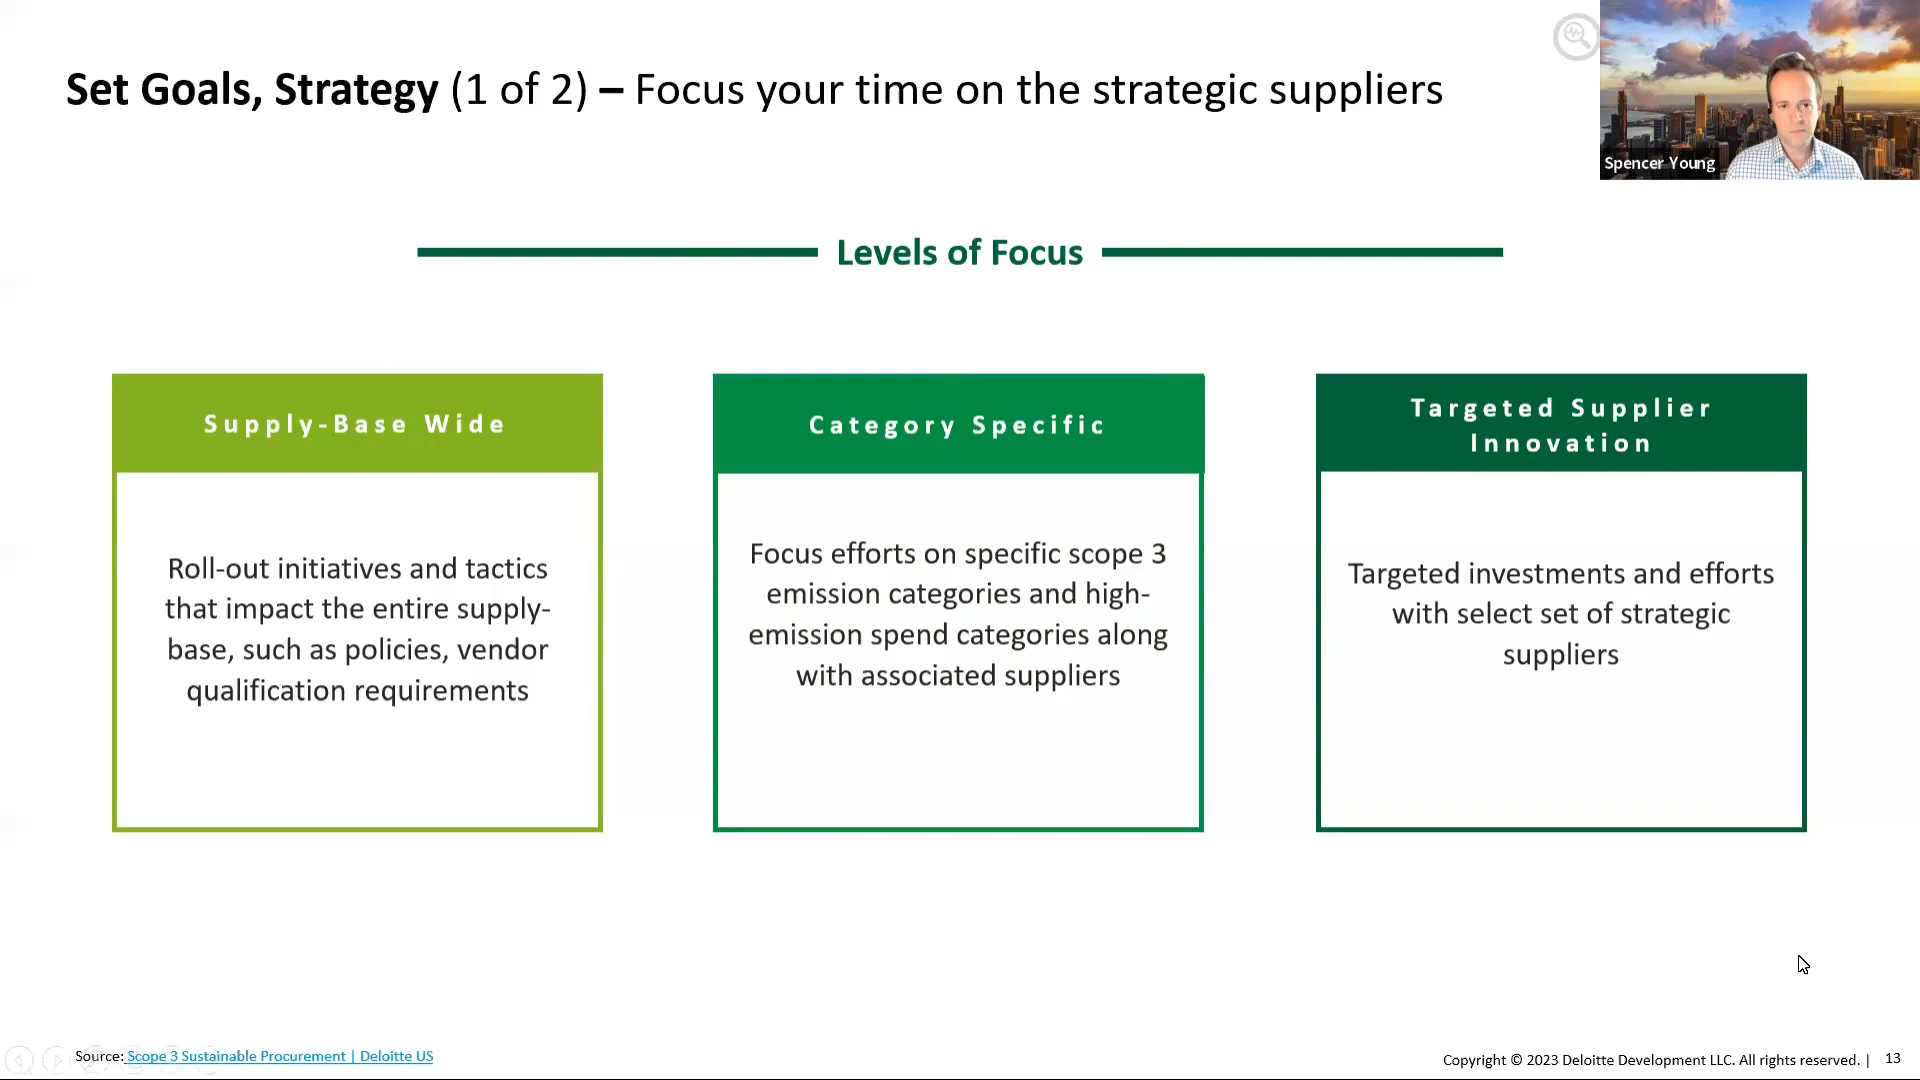 Set Goals, Strategy (1 of 2) – Focus your time on the strategic suppliers
Spencer Young
Levels of Focus
Supply-Base Wide
Roll-out initiatives and tactics
that impact the entire supply-
base, such as policies, vendor
qualification requirements
Category Specific
Focus efforts on specific scope 3
emission categories and high-
emission spend categories along
with associated suppliers
Targeted Supplier
Innovation
Targeted investments and efforts
with select set of strategic
suppliers
Source: Scope 3 Sustainable Procurement | Deloitte US
Copyright © 2023 Deloitte Development LLC. All rights reserved. | 13